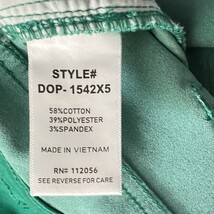 STYLE#
DOP-1542X5
58%COTTON
39%POLYESTER
3%SPANDEX
MADE IN VIETNAM
RN# 112056
SEE REVERSE FOR CARE